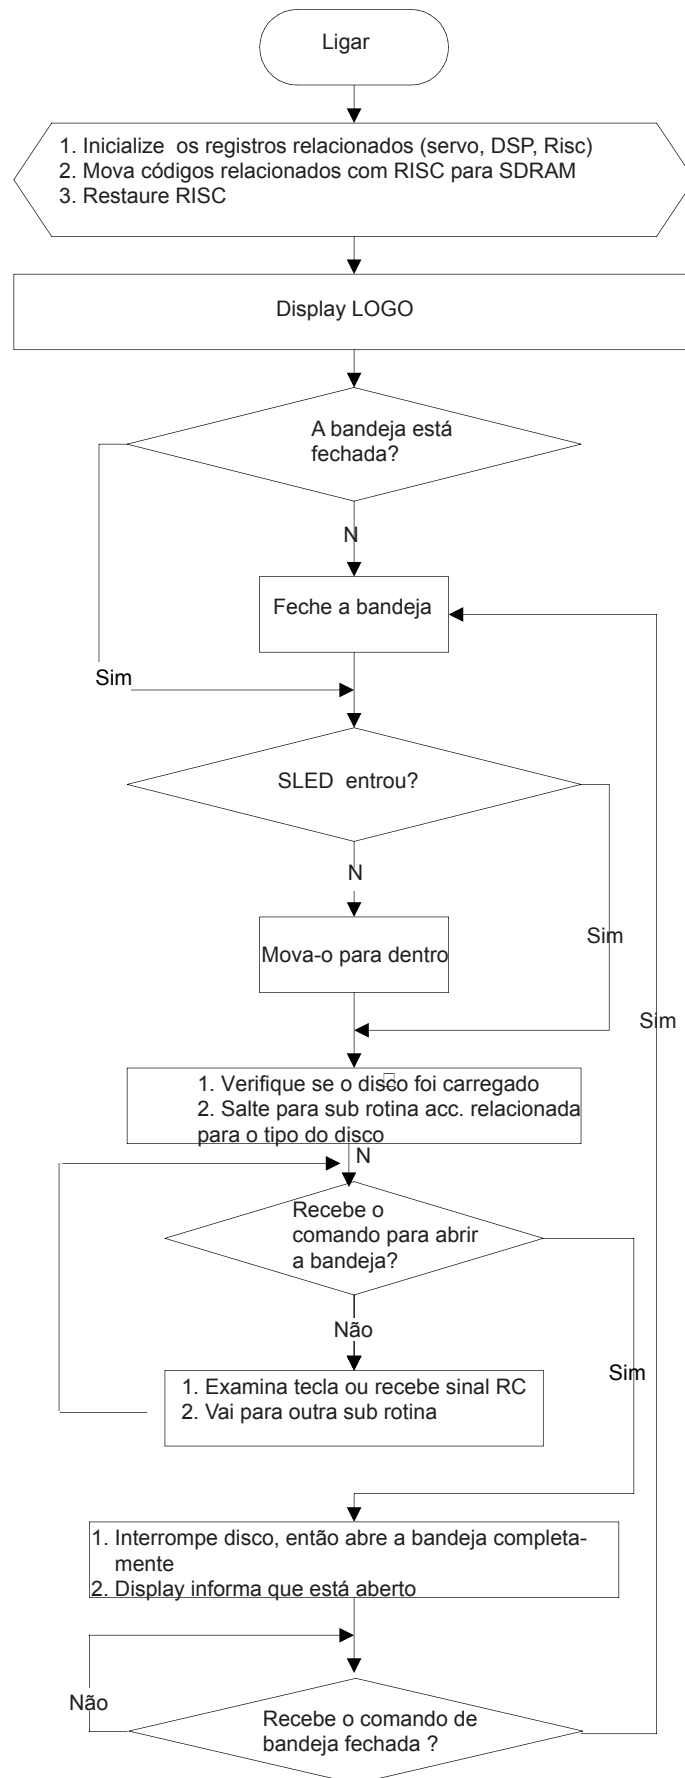 Ligar
1. Inicialize os registros relacionados (servo, DSP, Risc)
2. Mova códigos relacionados com RISC para SDRAM
3. Restaure RISC
Display LOGO
A bandeja está
fechada?
N
Feche a bandeja
Sim
SLED entrou?
N
Sim
Mova-o para dentro
Sim
1. Verifique se o disco foi carregado
2. Salte para sub rotina acc. relacionada
para o tipo do disco
N
Recebe o
comando para abrir
a bandeja?
Não
Sim
1. Examina tecla ou recebe sinal RC
2. Vai para outra sub rotina
1. Interrompe disco, então abre a bandeja completa-
mente
2. Display informa que está aberto
Não
Recebe o comando de
bandeja fechada ?